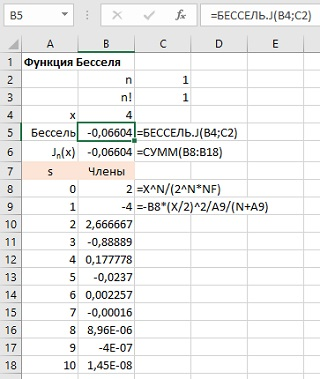 B5 =БЕССЕЛЬ.J(B4;C2)
A B C D E
1 Функция Бесселя
2 n 1
3 n! 1
4 x 4
5 Бессель -0,06604 =БЕССЕЛЬ.J(B4;C2)
6 Jn(x) -0,06604 =СУММ(B8:B18)
7 s Члены
8 0 2 =X^N/(2^N*NF)
9 1 -4 =-B8*(X/2)^2/A9/(N+A9)
10 2 2,666667
11 3 -0,88889
12 4 0,177778
13 5 -0,0237
14 6 0,002257
15 7 -0,00016
16 8 8,96E-06
17 9 -4E-07
18 10 1,45E-08